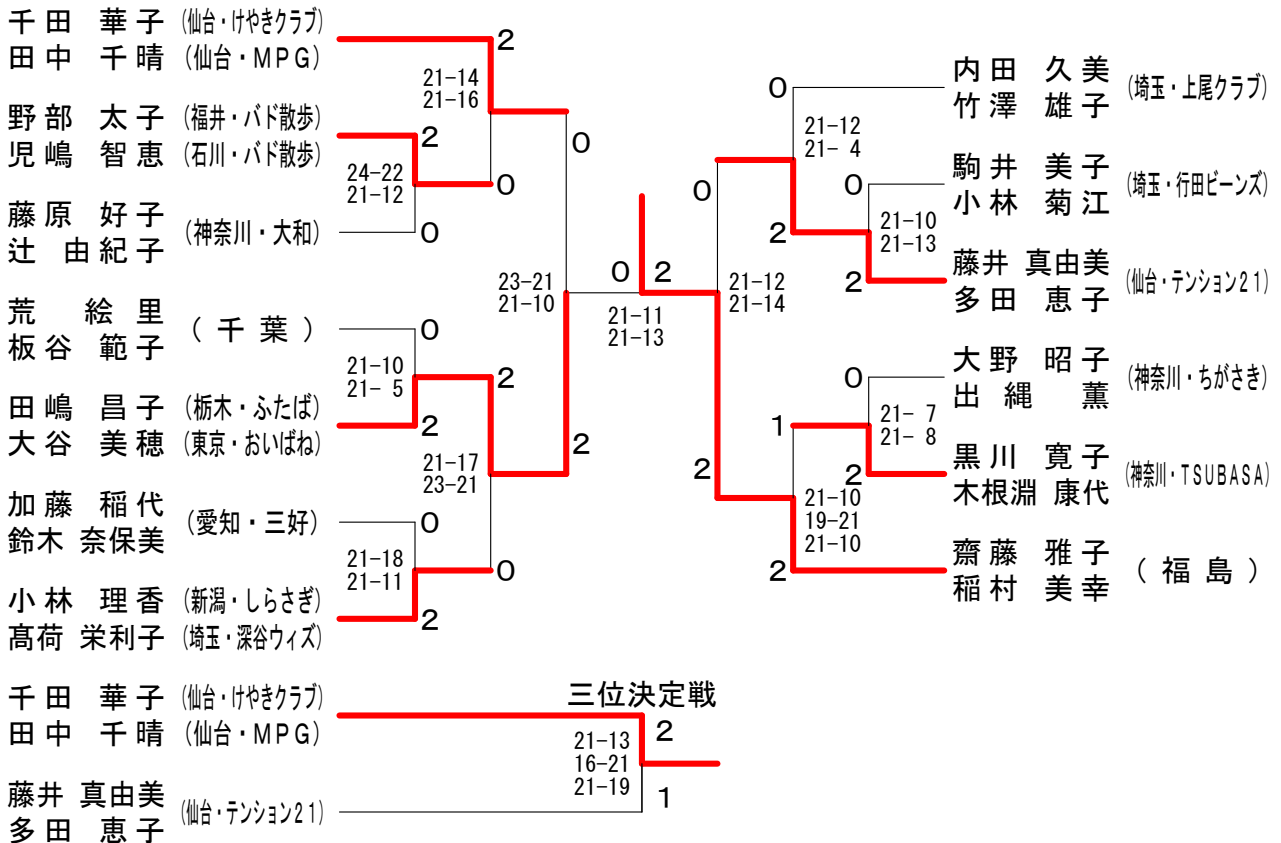 千田 華子 (仙台・けやきクラブ)
田中 千晴 (仙台・MPG)
2
21-14
21-16
野部 太子 (福井・バド散歩)
児嶋 智恵 (石川・バド散歩)
2
24-22
21-12
0
0
藤原 好子
辻 由紀子
(神奈川・大和)
0
荒 絵里
板谷 範子
(千葉)
0
21-10
21- 5
2
田嶋 昌子 (栃木・ふたば)
大谷 美穂 (東京・おいばね)
2
23-21
21-10
2
21-17
23-21
加藤 稲代
鈴木 奈保美
(愛知・三好)
0
21-18
21-11
0
小林 理香 (新潟・しらさぎ)
髙荷 栄利子 (埼玉・深谷ウィズ)
2
0
2
21-11
21-13
内田 久美
竹澤 雄子
(埼玉・上尾クラブ)
0
21-12
21- 4
駒井 美子
小林 菊江
(埼玉・行田ビーンズ)
0
0
2
21-10
21-13
藤井 真由美
多田 恵子
(仙台・テンション21)
2
21-12
21-14
大野 昭子
出縄 薫
(神奈川・ちがさき)
0
21- 7
21- 8
1
黒川 寛子
木根淵 康代
(神奈川・TSUBASA)
2
2
21-10
19-21
21-10
齋藤 雅子
稲村 美幸
(福島)
2
三位決定戦
千田 華子 (仙台・けやきクラブ)
田中 千晴 (仙台・MPG)
2
21-13
16-21
21-19
1
藤井 真由美
多田 恵子
(仙台・テンション21)